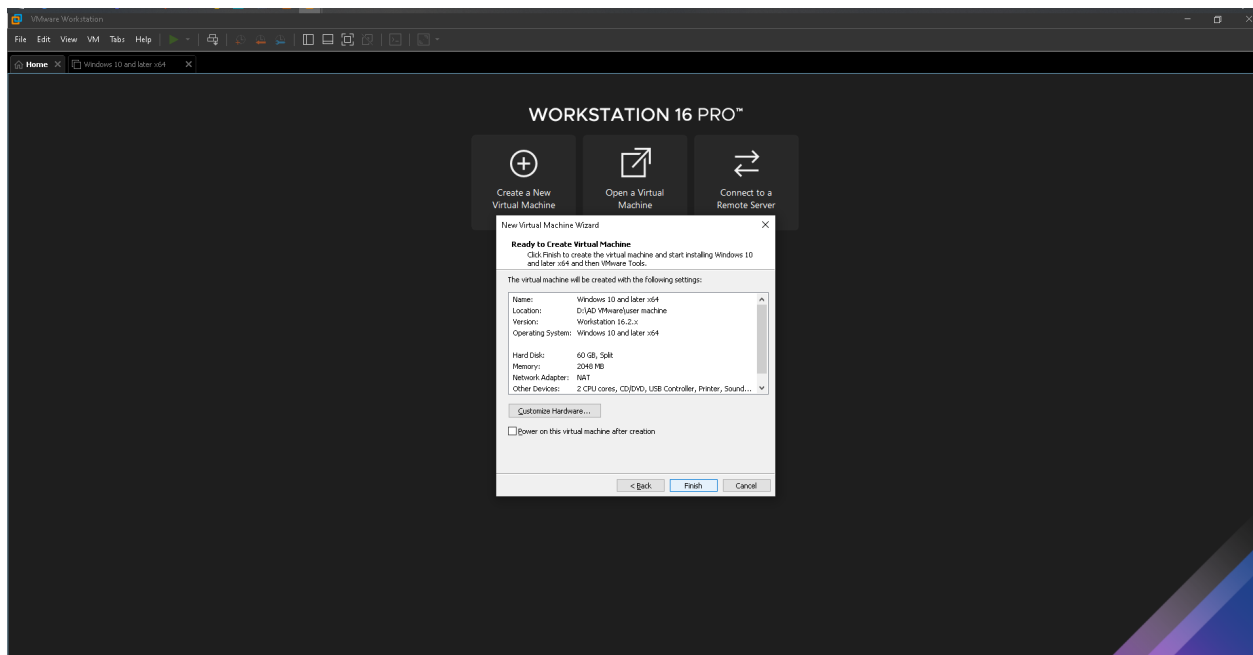 VMware Workstation
File Edit View VM Tabs Help
Home
Windows 10 and later x64
WORKSTATION 16 PRO™
Create a New
Virtual Machine
Open a Virtual
Machine
Connect to a
Remote Server
New Virtual Machine Wizard
Ready to Create Virtual Machine
Click Finish to create the virtual machine and start installing Windows 10
and later x64 and then VMware Tools.
The virtual machine will be created with the following settings:
Name: Windows 10 and later x64
Location: D:\AD VMware\user machine
Version: Workstation 16.2.x
Operating System: Windows 10 and later x64
Hard Disk: 60 GB, Split
Memory: 2048 MB
Network Adapter: NAT
Other Devices: 2 CPU cores, CD/DVD, USB Controller, Printer, Sound...
Customize Hardware...
Power on this virtual machine after creation
< Back Finish Cancel